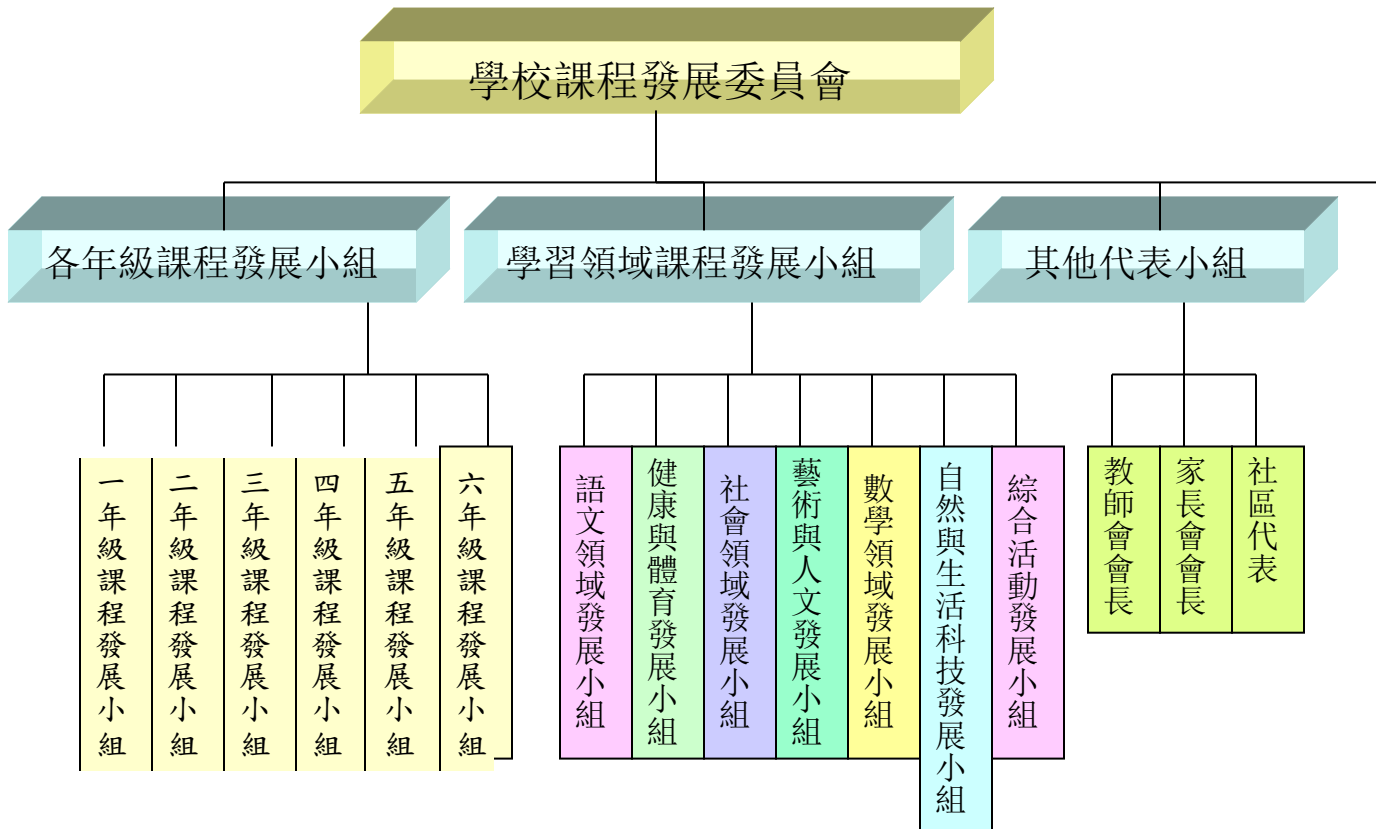 學校課程發展委員會
各年級課程發展小組
學習領域課程發展小組
其他代表小組
一年級課程發展小組
二年級課程發展小組
三年級課程發展小組
四年級課程發展小組
五年級課程發展小組
六年級課程發展小組
語文領域發展小組
健康與體育發展小組
社會領域發展小組
藝術與人文發展小組
數學領域發展小組
自然與生活科技發展小組
綜合活動發展小組
教師會會長
家長會會長
社區代表